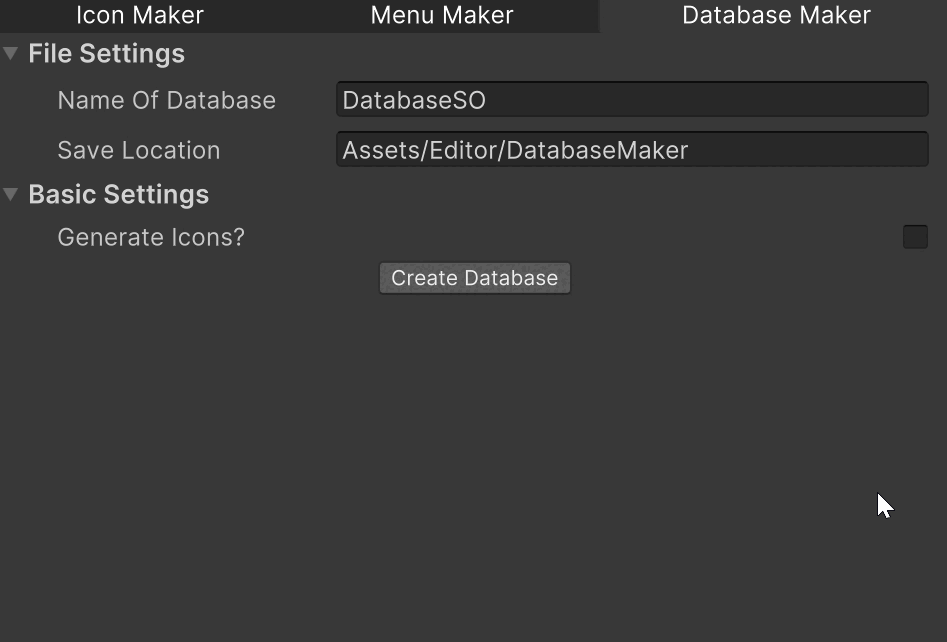 Icon Maker Menu Maker Database Maker
File Settings
Name Of Database DatabaseSO
Save Location Assets/Editor/DatabaseMaker
Basic Settings
Generate Icons?
Create Database